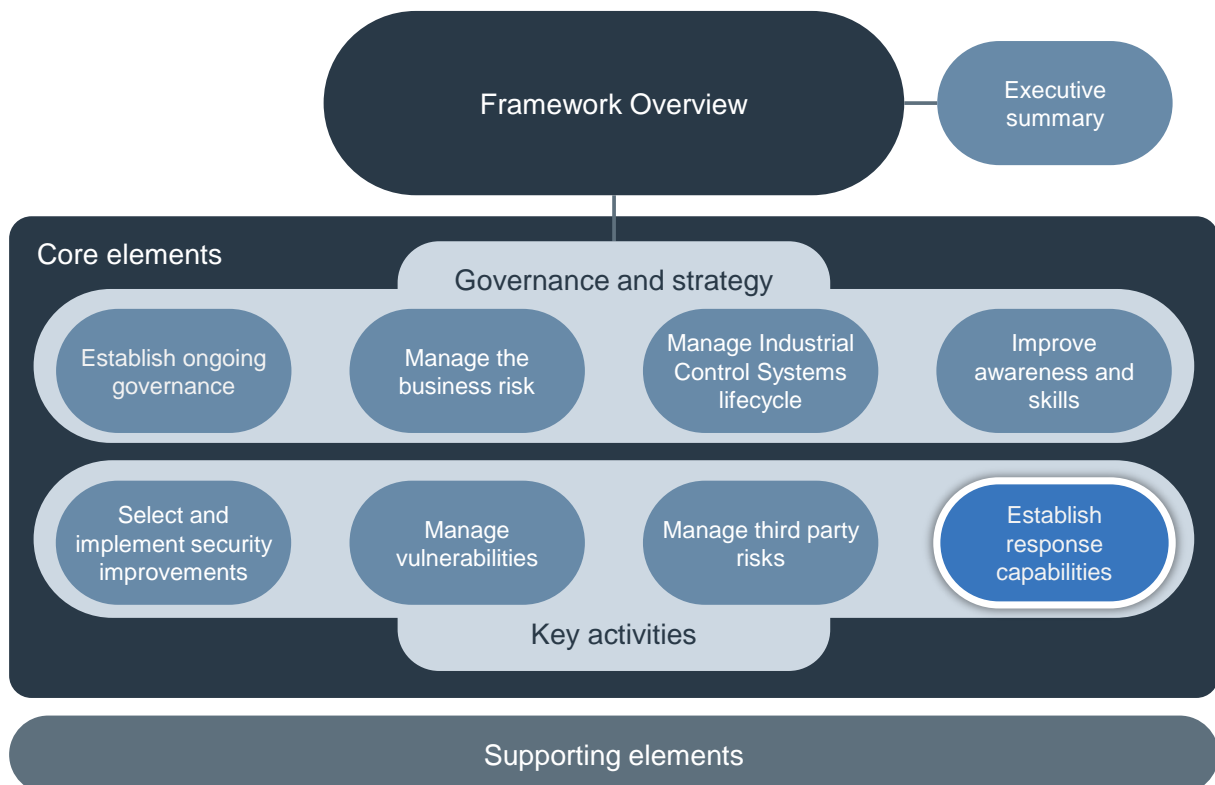 Framework Overview
Executive
summary
Core elements
Governance and strategy
Establish ongoing
governance
Manage the
business risk
Manage Industrial
Control Systems
lifecycle
Improve
awareness and
skills
Select and
implement security
improvements
Manage
vulnerabilities
Manage third party
risks
Establish
response
capabilities
Key activities
Supporting elements